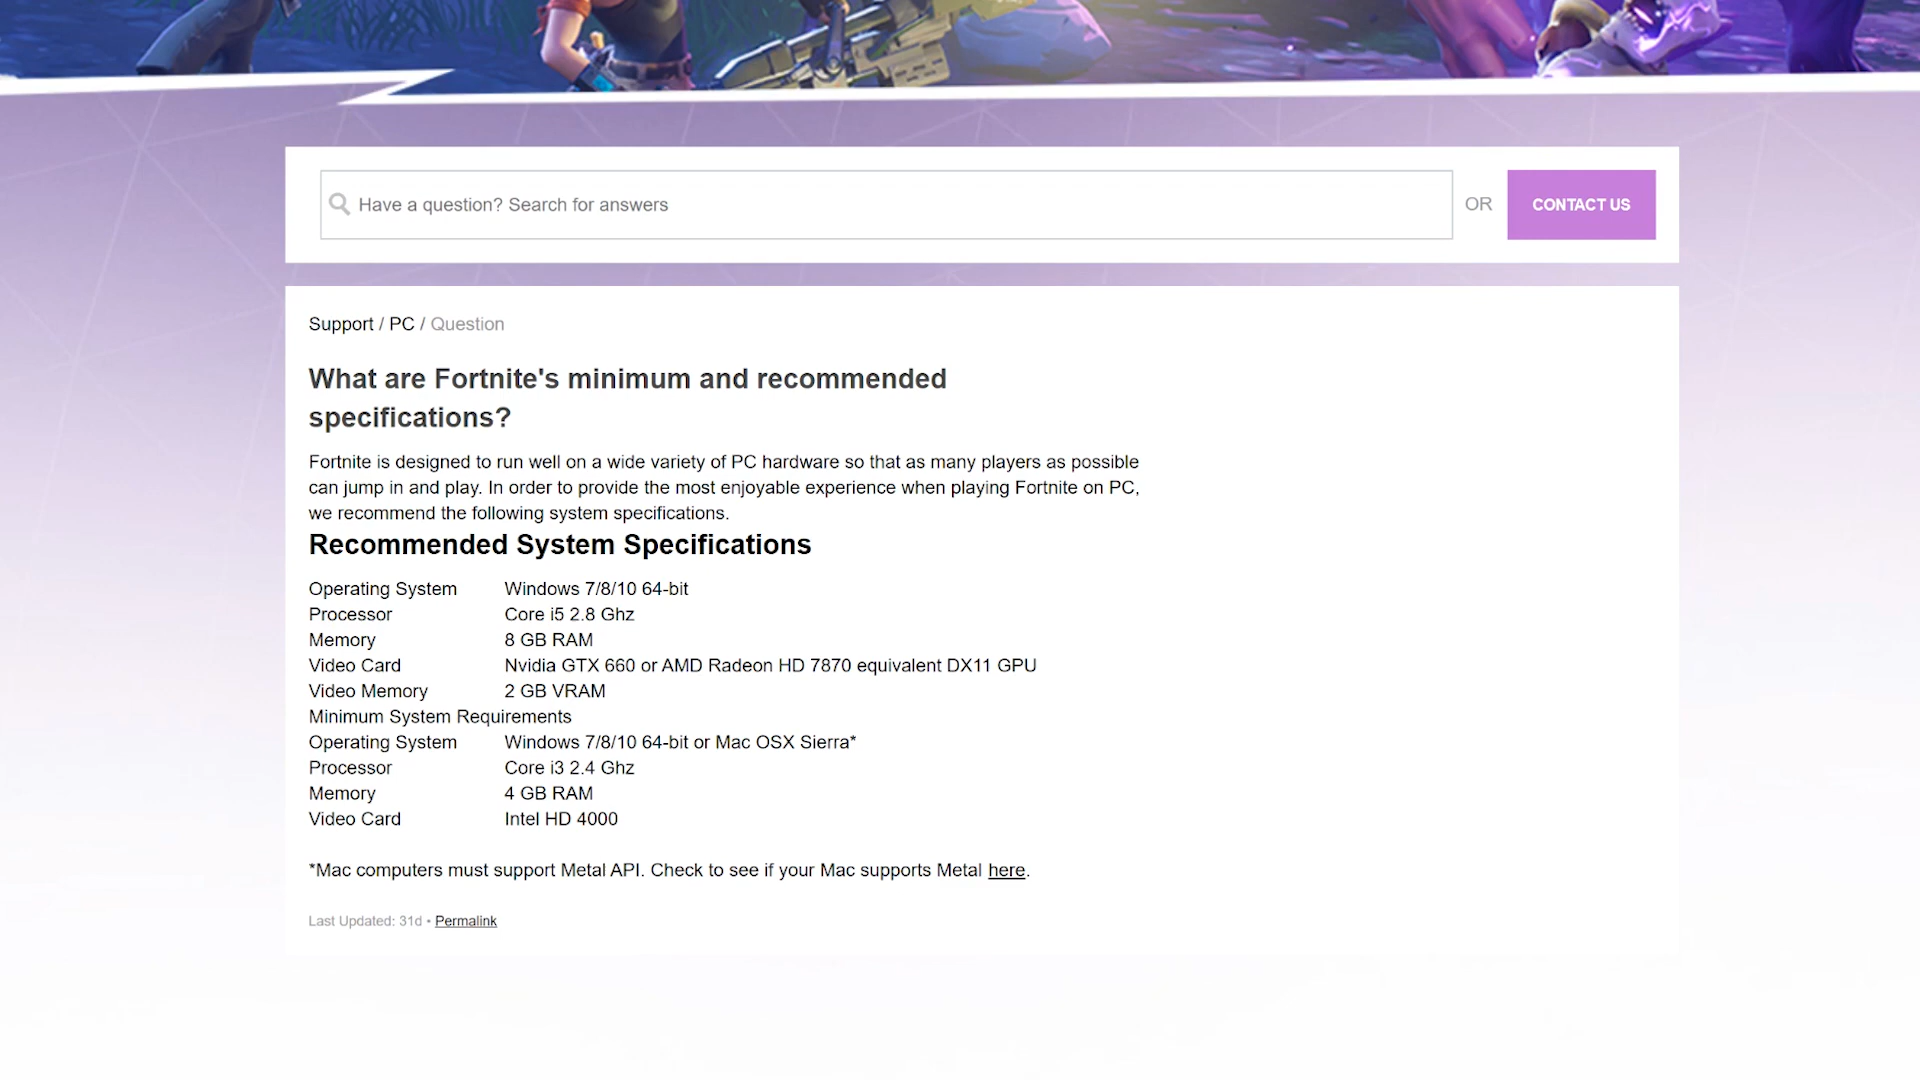 Have a question? Search for answers
OR
CONTACT US
Support / PC / Question
What are Fortnite's minimum and recommended
specifications?
Fortnite is designed to run well on a wide variety of PC hardware so that as many players as possible
can jump in and play. In order to provide the most enjoyable experience when playing Fortnite on PC,
we recommend the following system specifications.
Recommended System Specifications
Operating System Windows 7/8/10 64-bit
Processor Core i5 2.8 Ghz
Memory 8 GB RAM
Video Card Nvidia GTX 660 or AMD Radeon HD 7870 equivalent DX11 GPU
Video Memory 2 GB VRAM
Minimum System Requirements
Operating System Windows 7/8/10 64-bit or Mac OSX Sierra*
Processor Core i3 2.4 Ghz
Memory 4 GB RAM
Video Card Intel HD 4000
*Mac computers must support Metal API. Check to see if your Mac supports Metal here.
Last Updated: 31d • Permalink